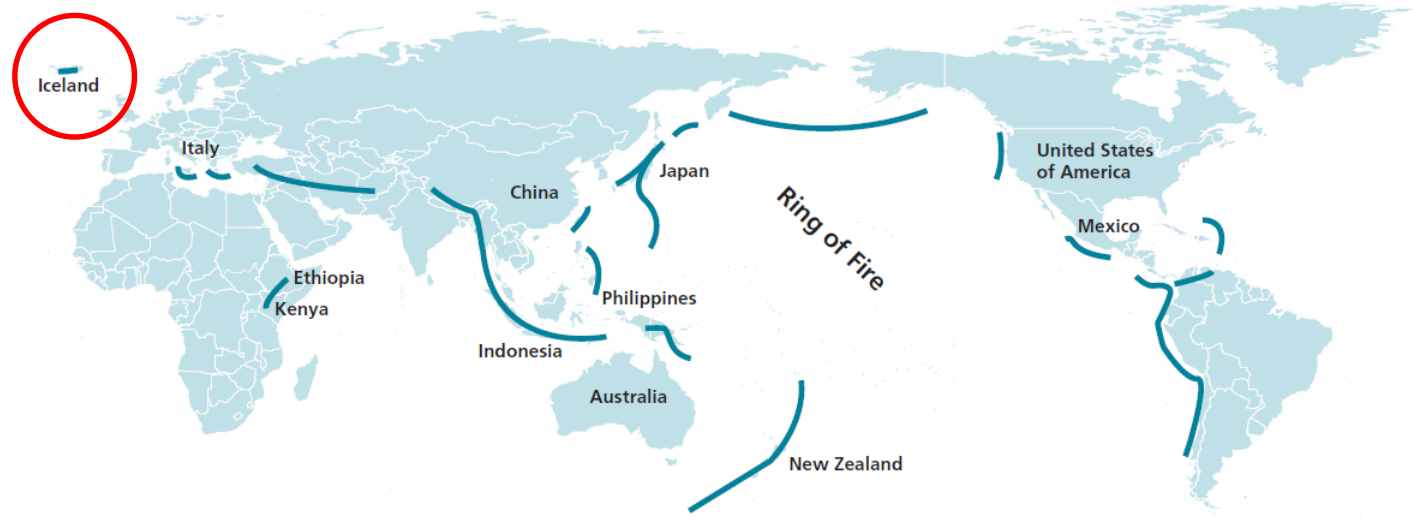 Iceland
Italy
United States
of America
Japan
China
Ring of Fire
Mexico
Ethiopia
Philippines
Kenya
Indonesia
Australia
New Zealand